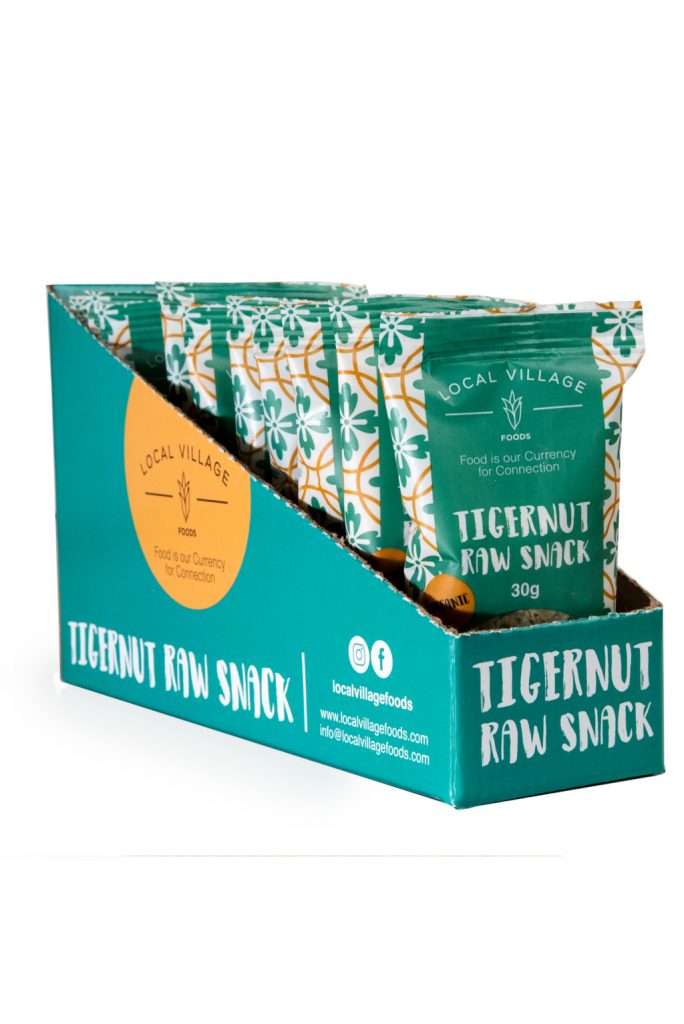 LOCAL VILLAGE
FOODS
Food is our Currency
for Connection
TIGERNUT
RAW SNACK
30g
LOCAL VILLAGE
FOODS
Food is our Currency
for Connection
TIGERNUT RAW SNACK
localvillagefoods
www.localvillagefoods.com
info@localvillagefoods.com
TIGERNUT
RAW SNACK